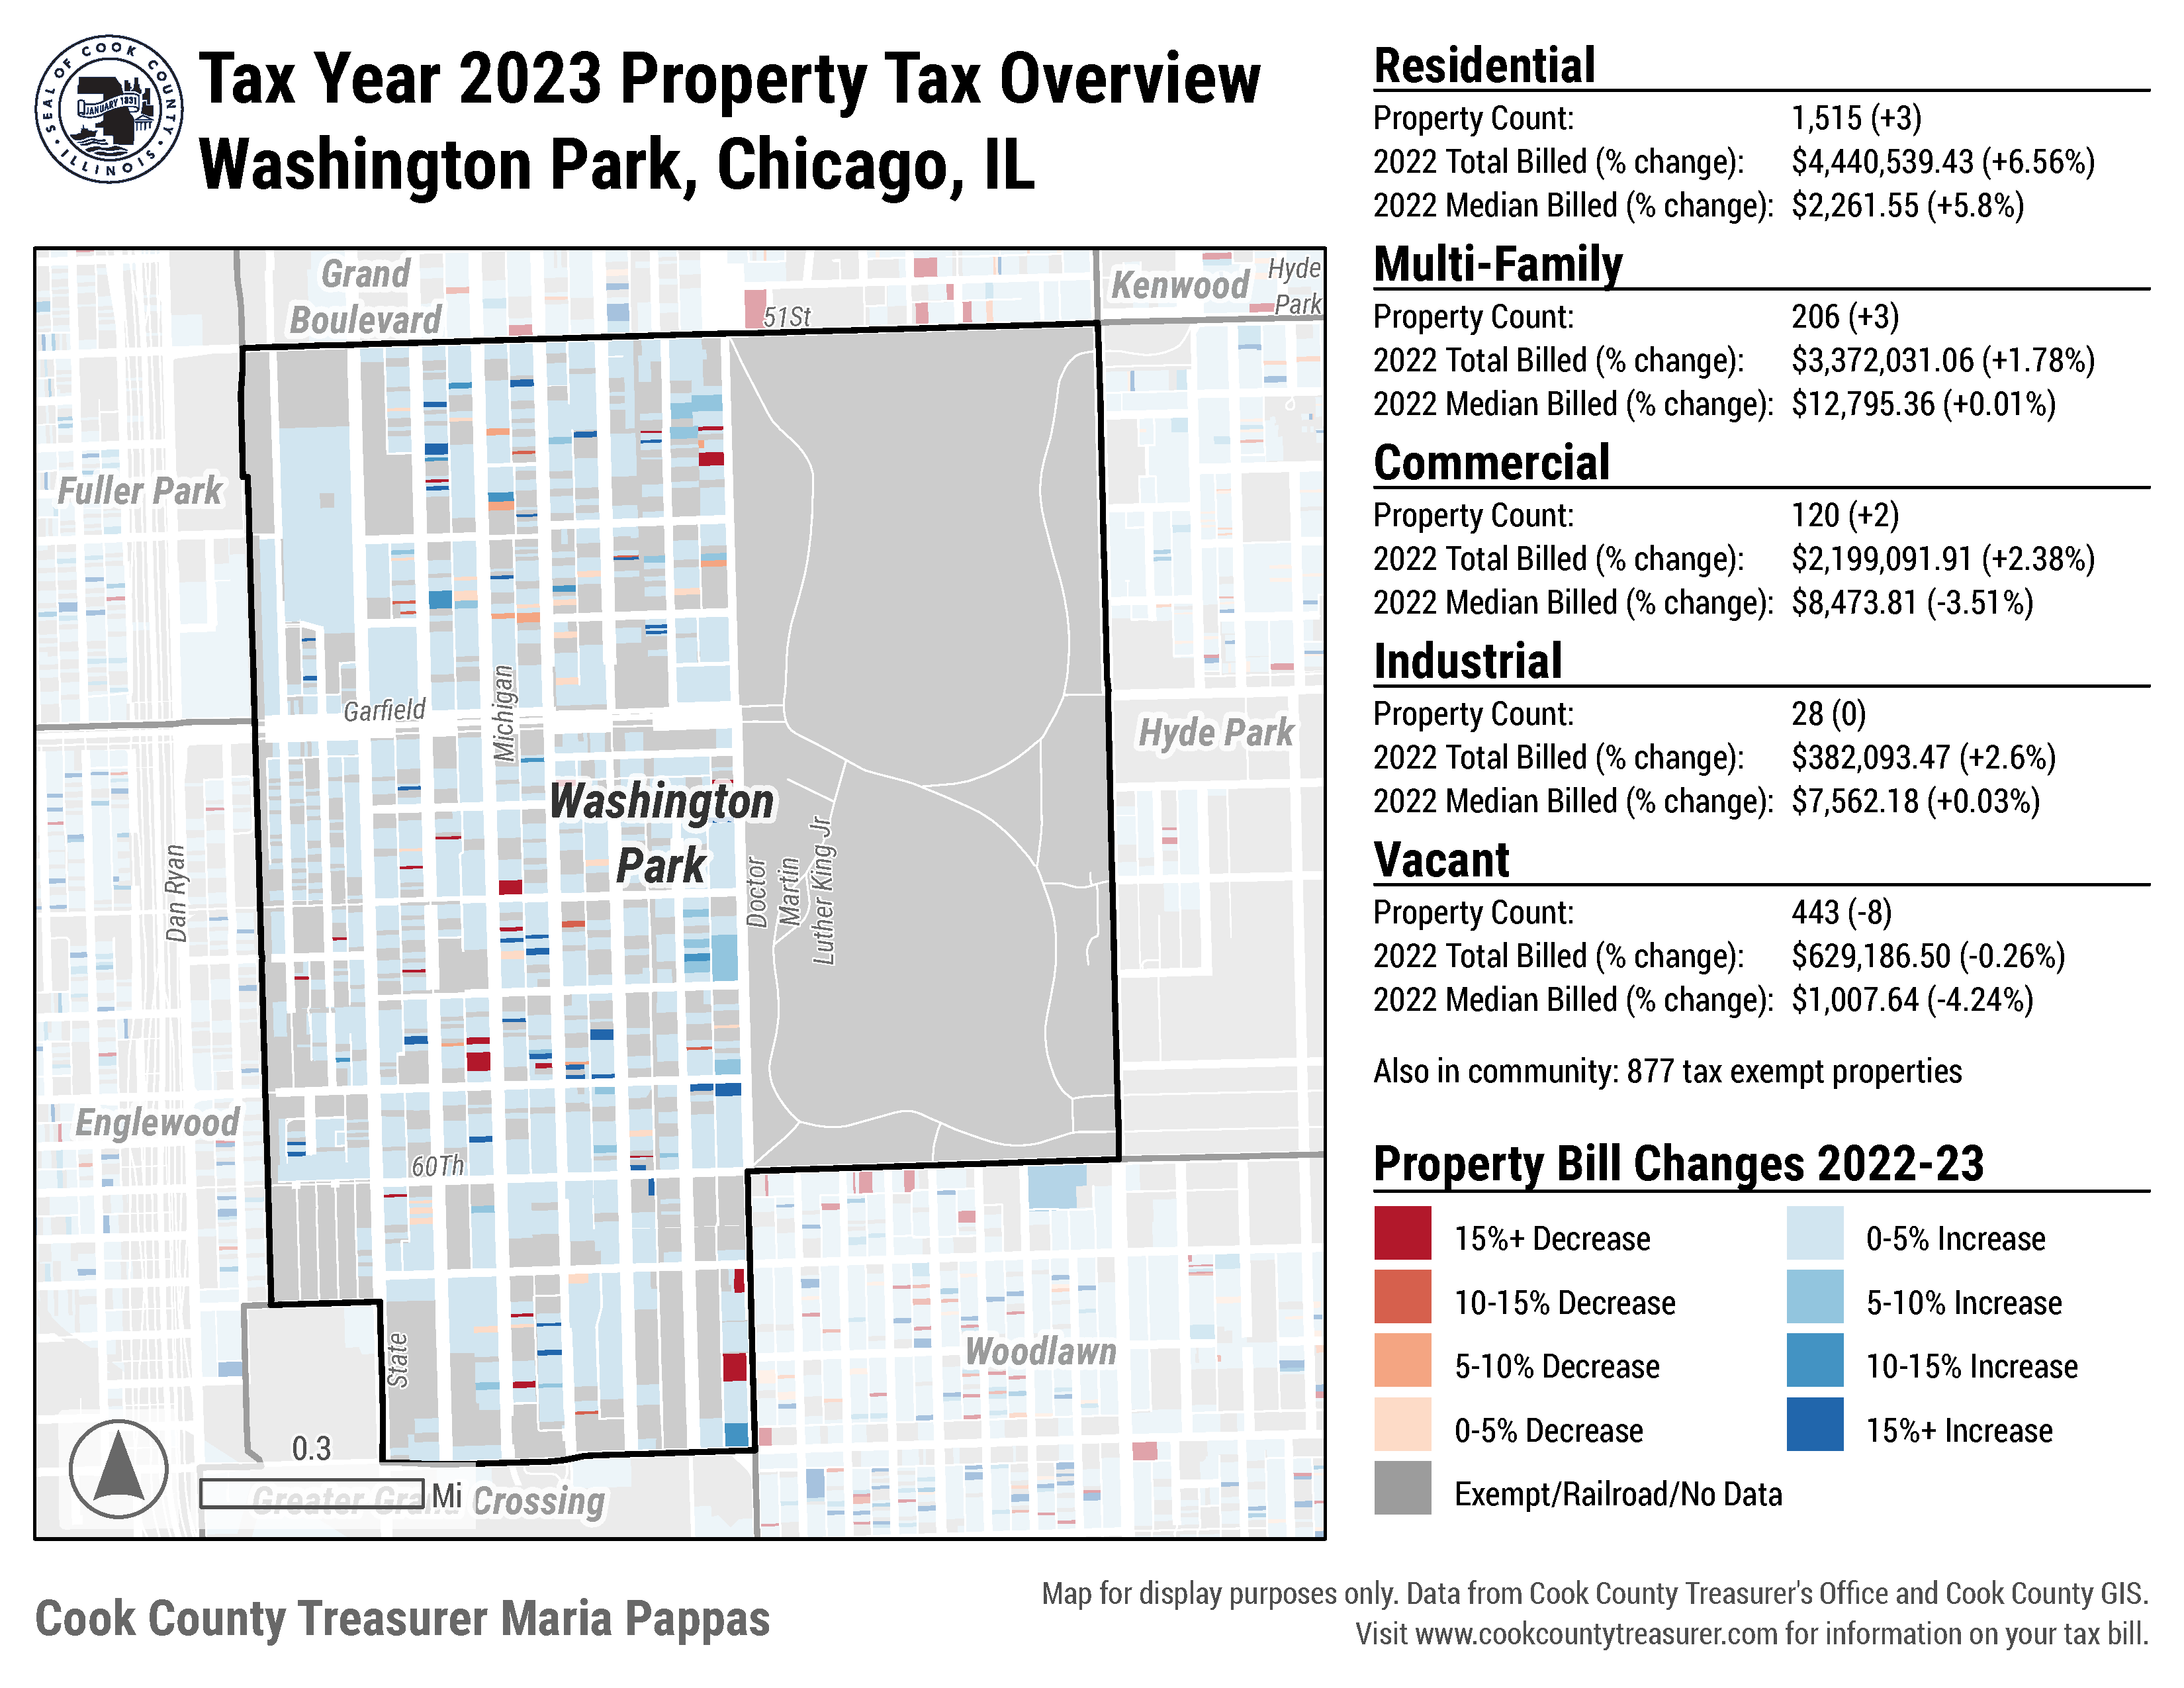 SEAL OF COOK COUNTY
JANUARY 1831
ILLINOIS
Tax Year 2023 Property Tax Overview
Washington Park, Chicago, IL
Grand
Boulevard
51St
Kenwood
Hyde
Park
Fuller Park
Garfield
Michigan
Hyde Park
Washington
Park
Dan Ryan
Doctor
Martin
Luther King Jr
Englewood
60Th
State
Woodlawn
0.3
Mi
Greater Grand Crossing
Residential
Property Count: 1,515 (+3)
2022 Total Billed (% change): $4,440,539.43 (+6.56%)
2022 Median Billed (% change): $2,261.55 (+5.8%)
Multi-Family
Property Count: 206 (+3)
2022 Total Billed (% change): $3,372,031.06 (+1.78%)
2022 Median Billed (% change): $12,795.36 (+0.01%)
Commercial
Property Count: 120 (+2)
2022 Total Billed (% change): $2,199,091.91 (+2.38%)
2022 Median Billed (% change): $8,473.81 (-3.51%)
Industrial
Property Count: 28 (0)
2022 Total Billed (% change): $382,093.47 (+2.6%)
2022 Median Billed (% change): $7,562.18 (+0.03%)
Vacant
Property Count: 443 (-8)
2022 Total Billed (% change): $629,186.50 (-0.26%)
2022 Median Billed (% change): $1,007.64 (-4.24%)
Also in community: 877 tax exempt properties
Property Bill Changes 2022-23
15%+ Decrease
10-15% Decrease
5-10% Decrease
0-5% Decrease
Exempt/Railroad/No Data
0-5% Increase
5-10% Increase
10-15% Increase
15%+ Increase
Cook County Treasurer Maria Pappas
Map for display purposes only. Data from Cook County Treasurer's Office and Cook County GIS.
Visit www.cookcountytreasurer.com for information on your tax bill.